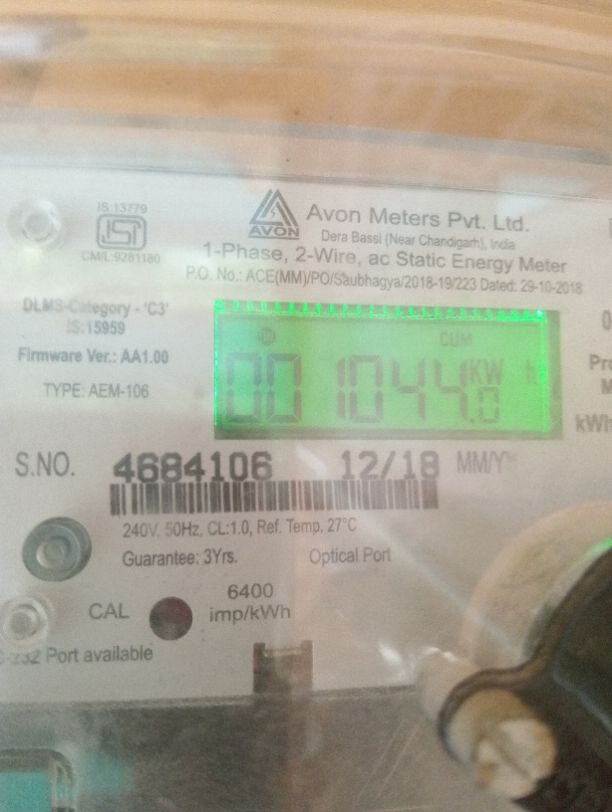 IS:13779
ISI
CM/L:9281180
AVON
Avon Meters Pvt. Ltd.
Dera Bassi (Near Chandigarh), India
1-Phase, 2-Wire, ac Static Energy Meter
P.O. No.: ACE(MM)/PO/Saubhagya/2018-19/223 Dated: 29-10-2018
DLMS-Category - 'C3'
IS:15959
Firmware Ver.: AA1.00
TYPE: AEM-106
CUM
001044.0 KW h
kWh
S.NO. 4684106 12/18 MM/Y
240V, 50Hz, CL:1.0, Ref. Temp. 27°C
Guarantee: 3Yrs. Optical Port
CAL 6400
imp/kWh
-232 Port available